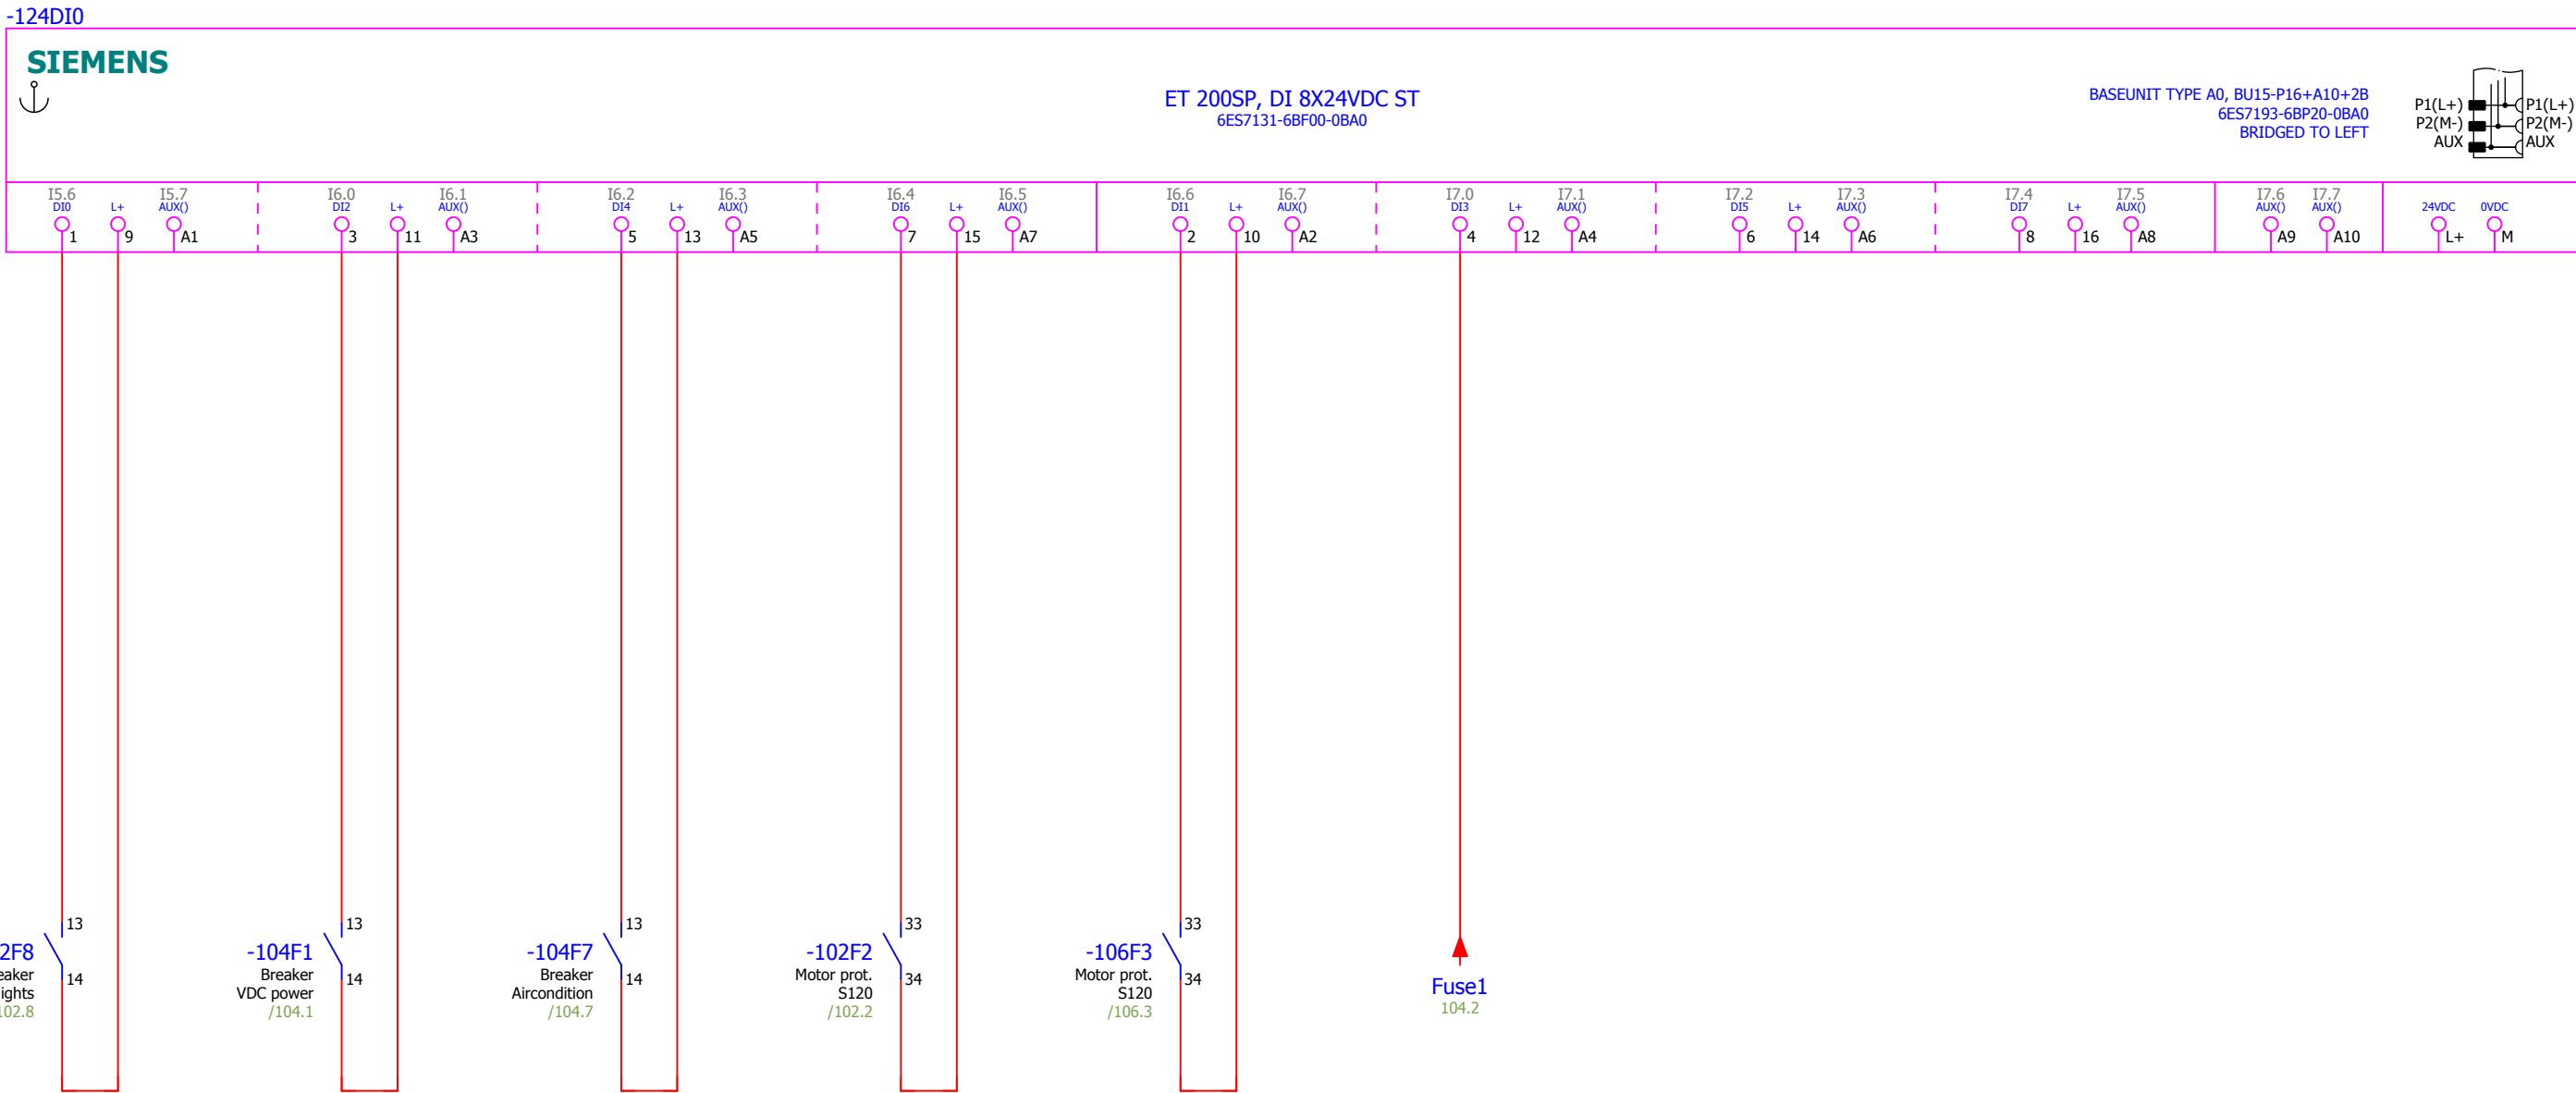 -124DI0
SIEMENS
ET 200SP, DI 8X24VDC ST
6ES7131-6BF00-0BA0
BASEUNIT TYPE A0, BU15-P16+A10+2B
6ES7193-6BP20-0BA0
BRIDGED TO LEFT
P1(L+) P1(L+)
P2(M-) P2(M-)
AUX AUX
I5.6 I5.7 I6.0 I6.1 I6.2 I6.3 I6.4 I6.5 I6.6 I6.7 I7.0 I7.1 I7.2 I7.3 I7.4 I7.5 I7.6 I7.7
DI0 L+ AUX() DI2 L+ AUX() DI4 L+ AUX() DI6 L+ AUX() DI1 L+ AUX() DI3 L+ AUX() DI5 L+ AUX() DI7 L+ AUX() AUX() AUX() 24VDC 0VDC
1 9 A1 3 11 A3 5 13 A5 7 15 A7 2 10 A2 4 12 A4 6 14 A6 8 16 A8 A9 A10 L+ M
13
2F8
eaker
14
ights
102.8
13
-104F1
Breaker
14
VDC power
/104.1
13
-104F7
Breaker
14
Aircondition
/104.7
33
-102F2
Motor prot.
34
S120
/102.2
33
-106F3
Motor prot.
34
S120
/106.3
Fuse1
104.2